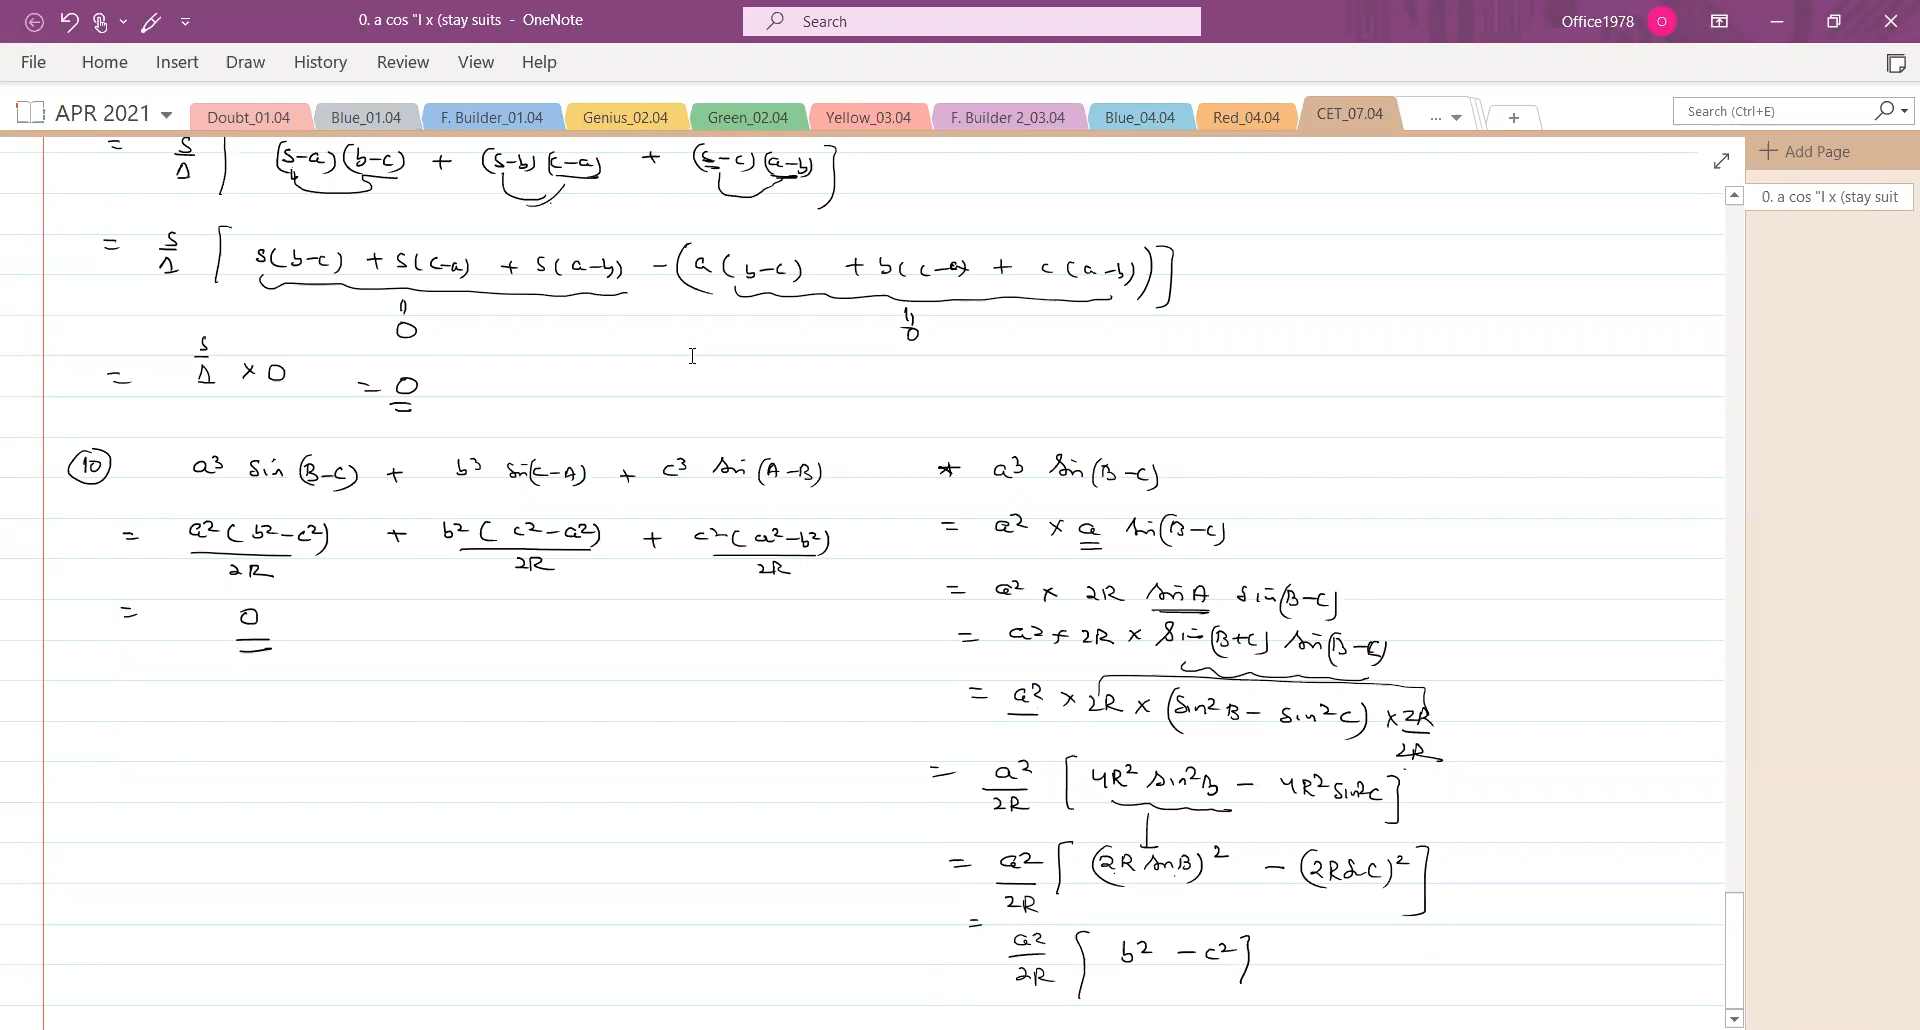 0. a cos "l x (stay suits - OneNote
Search
Office1978
O
File Home Insert Draw History Review View Help
APR 2021
Doubt_01.04 Blue_01.04 F. Builder_01.04 Genius_02.04 Green_02.04 Yellow_03.04 F. Builder 2_03.04 Blue_04.04 Red_04.04 CET_07.04 ... +
Search (Ctrl+E)
+ Add Page
0. a cos "l x (stay suit
= s/Δ [ (s-a)(b-c) + (s-b)(c-a) + (s-c)(a-b) ]
= s/Δ [ s(b-c) + s(c-a) + s(a-b) - (a(b-c) + b(c-a) + c(a-b)) ]
= 0 = 0
= s/Δ × 0 = 0
10 a³ sin(B-C) + b³ sin(C-A) + c³ sin(A-B)
= a²(b²-c²)/2R + b²(c²-a²)/2R + c²(a²-b²)/2R
= 0
* a³ sin(B-C)
= a² × a sin(B-C)
= a² × 2R sinA sin(B-C)
= a² × 2R × sin(B+C) sin(B-C)
= a² × 2R × (sin²B - sin²C) × 2R/2R
= a²/2R [ 4R² sin²B - 4R² sin²C ]
= a²/2R [ (2R sinB)² - (2R sC)² ]
= a²/2R [ b² - c² ]